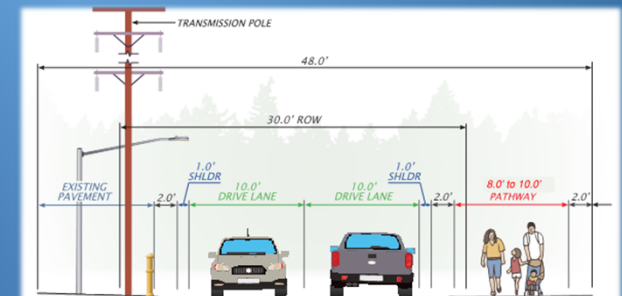 TRANSMISSION POLE
48.0'
30.0' ROW
1.0'
SHLDR
1.0'
SHLDR
EXISTING
PAVEMENT
2.0'
10.0'
DRIVE LANE
10.0'
DRIVE LANE
2.0'
8.0' to 10.0'
PATHWAY
2.0'